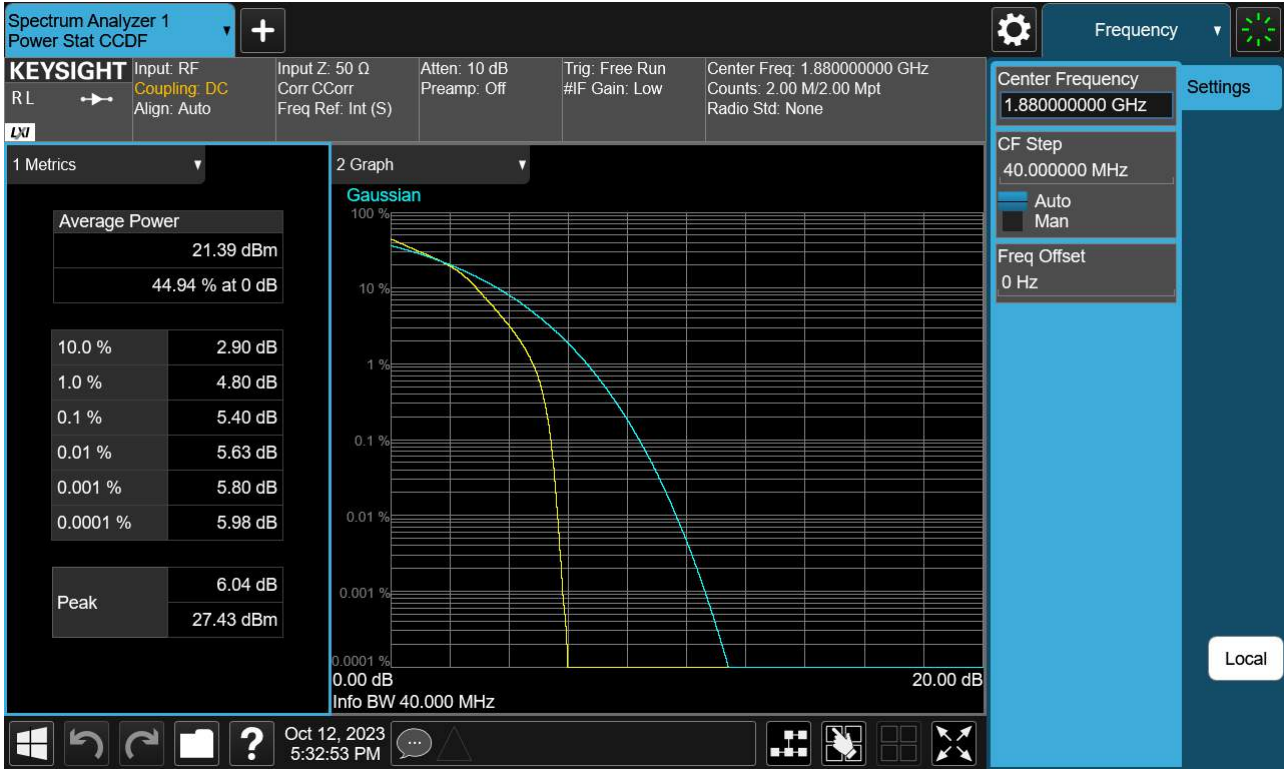 Spectrum Analyzer 1
Power Stat CCDF
Frequency
KEYSIGHT
R L
LXI
Input: RF
Coupling: DC
Align: Auto
Input Z: 50 Ω
Corr CCorr
Freq Ref: Int (S)
Atten: 10 dB
Preamp: Off
Trig: Free Run
#IF Gain: Low
Center Freq: 1.880000000 GHz
Counts: 2.00 M/2.00 Mpt
Radio Std: None
Center Frequency
1.880000000 GHz
Settings
CF Step
40.000000 MHz
Auto
Man
Freq Offset
0 Hz
Local
1 Metrics
Average Power
21.39 dBm
44.94 % at 0 dB
10.0 % 2.90 dB
1.0 % 4.80 dB
0.1 % 5.40 dB
0.01 % 5.63 dB
0.001 % 5.80 dB
0.0001 % 5.98 dB
Peak
6.04 dB
27.43 dBm
2 Graph
Gaussian
100 %
10 %
1 %
0.1 %
0.01 %
0.001 %
0.0001 %
0.00 dB 20.00 dB
Info BW 40.000 MHz
?
Oct 12, 2023
5:32:53 PM